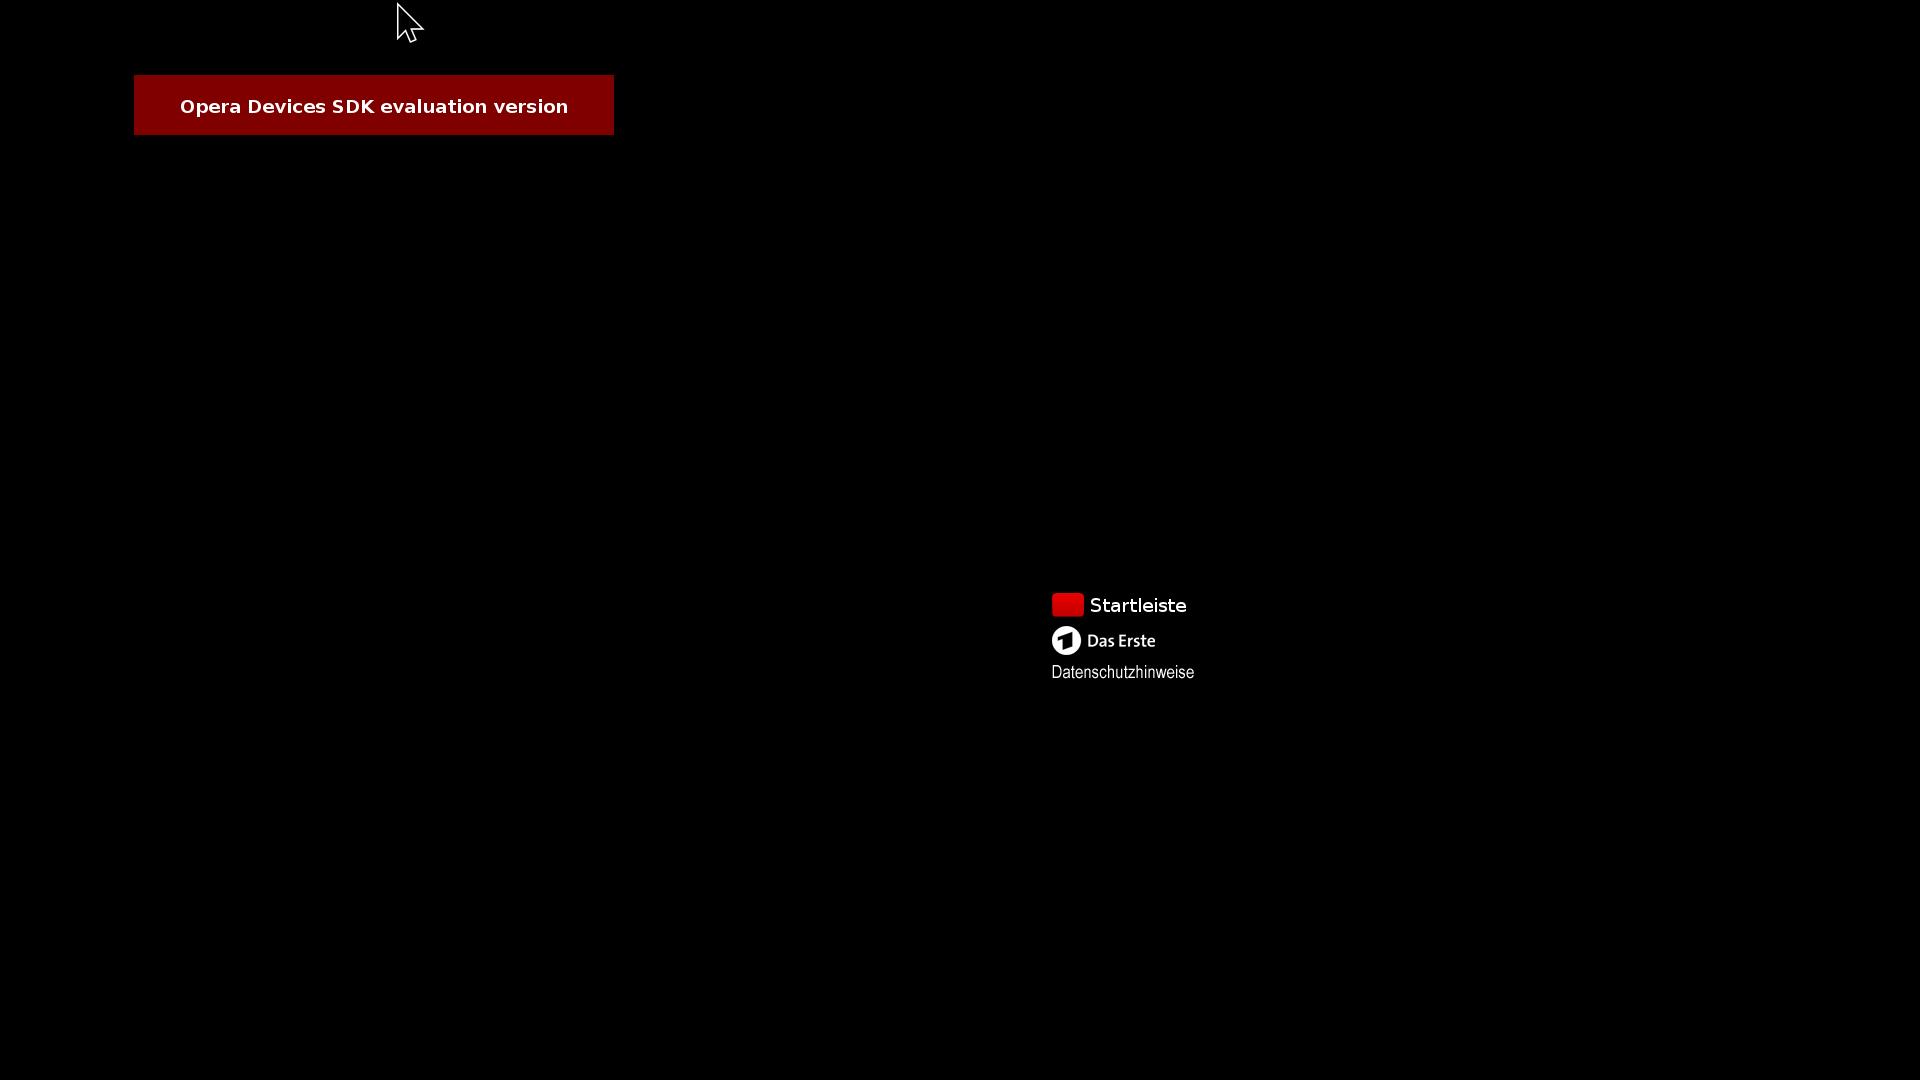 Opera Devices SDK evaluation version
Startleiste
Das Erste
Datenschutzhinweise